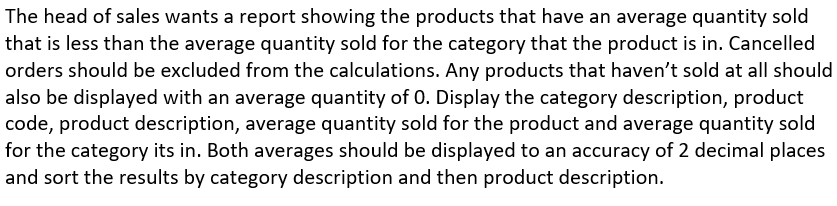 The head of sales wants a report showing the products that have an average quantity sold
that is less than the average quantity sold for the category that the product is in. Cancelled
orders should be excluded from the calculations. Any products that haven’t sold at all should
also be displayed with an average quantity of 0. Display the category description, product
code, product description, average quantity sold for the product and average quantity sold
for the category its in. Both averages should be displayed to an accuracy of 2 decimal places
and sort the results by category description and then product description.